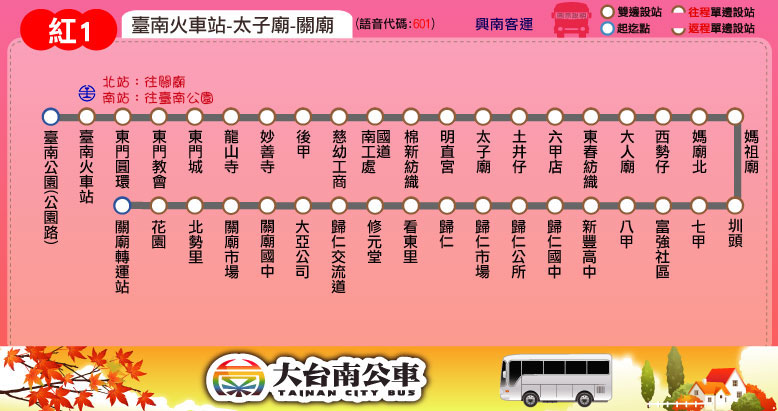 紅1
臺南火車站-太子廟-關廟
(語音代碼:601)
興南客運
雙邊設站
往程單邊設站
起迄點
返程單邊設站
北站：往關廟
南站：往臺南公園
臺南公園(公園路)
臺南火車站
東門圓環
東門教會
東門城
龍山寺
妙善寺
後甲
慈幼工商
國道南工處
棉新紡織
明直宮
太子廟
土井仔
六甲店
東春紡織
大人廟
西勢仔
媽廟北
媽祖廟
關廟轉運站
花園
北勢里
關廟市場
關廟國中
大亞公司
歸仁交流道
修元堂
看東里
歸仁
歸仁市場
歸仁公所
歸仁國中
新豐高中
八甲
富強社區
七甲
圳頭
大台南公車
TAINAN CITY BUS